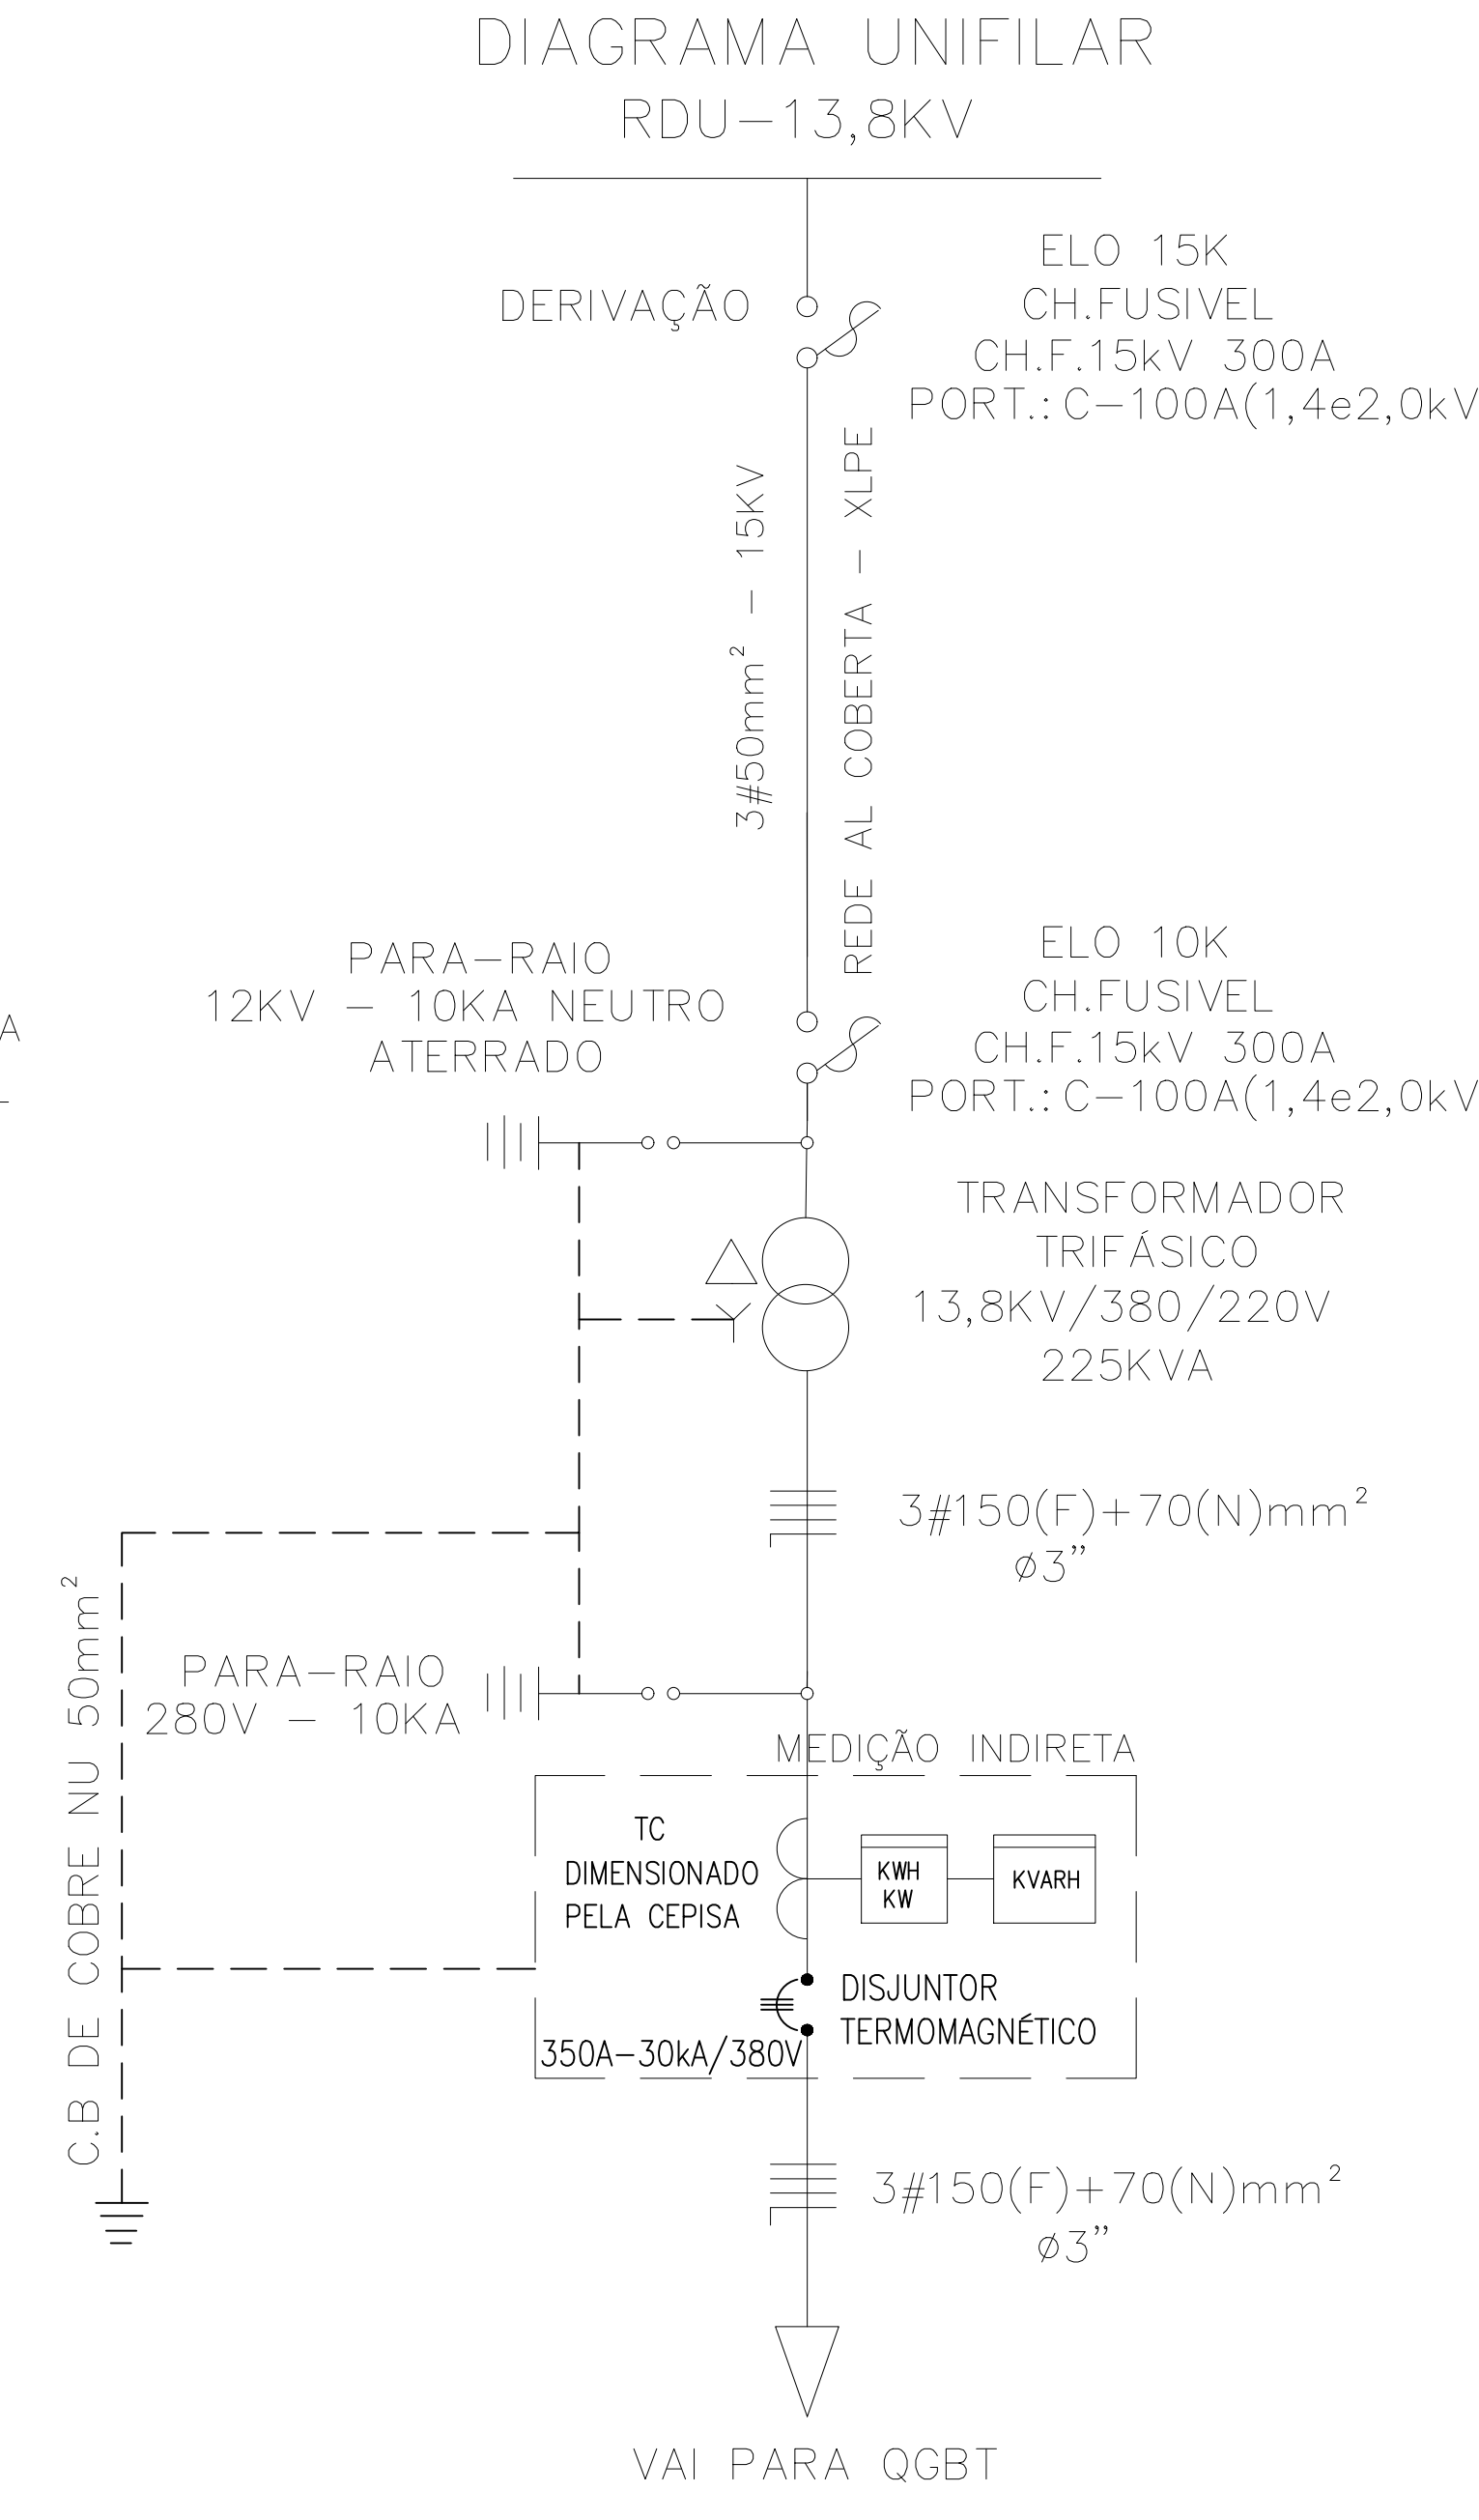 DIAGRAMA UNIFILAR
RDU-13,8KV
DERIVAÇÃO
ELO 15K
CH.FUSIVEL
CH.F.15kV 300A
PORT.: C-100A(1,4e2,0kV
3#50mm² - 15KV
REDE AL COBERTA - XLPE
PARA-RAIO
12KV - 10KA NEUTRO
ATERRADO
A
ELO 10K
CH.FUSIVEL
CH.F.15kV 300A
PORT.: C-100A(1,4e2,0kV
TRANSFORMADOR
TRIFÁSICO
13,8KV/380/220V
225KVA
3#150(F)+70(N)mm²
ø3”
C.B DE COBRE NU 50mm²
PARA-RAIO
280V - 10KA
MEDIÇÃO INDIRETA
TC
DIMENSIONADO
PELA CEPISA
KWH
KW
KVARH
DISJUNTOR
TERMOMAGNÉTICO
350A-30kA/380V
3#150(F)+70(N)mm²
ø3”
VAI PARA QGBT